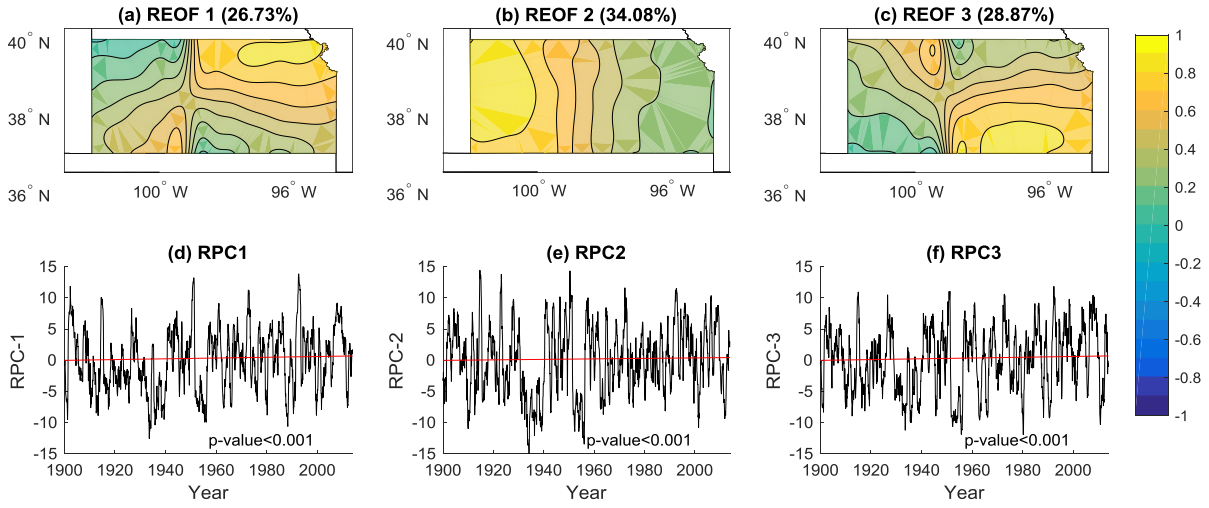 (a) REOF 1 (26.73%)
(b) REOF 2 (34.08%)
(c) REOF 3 (28.87%)
40° N
38° N
36° N
100° W
96° W
40° N
38° N
36° N
100° W
96° W
40° N
38° N
36° N
100° W
96° W
1
0.8
0.6
0.4
0.2
0
-0.2
-0.4
-0.6
-0.8
-1
(d) RPC1
RPC-1
15
10
5
0
-5
-10
-15
p-value<0.001
1900 1920 1940 1960 1980 2000
Year
(e) RPC2
RPC-2
15
10
5
0
-5
-10
-15
p-value<0.001
1900 1920 1940 1960 1980 2000
Year
(f) RPC3
RPC-3
15
10
5
0
-5
-10
-15
p-value<0.001
1900 1920 1940 1960 1980 2000
Year